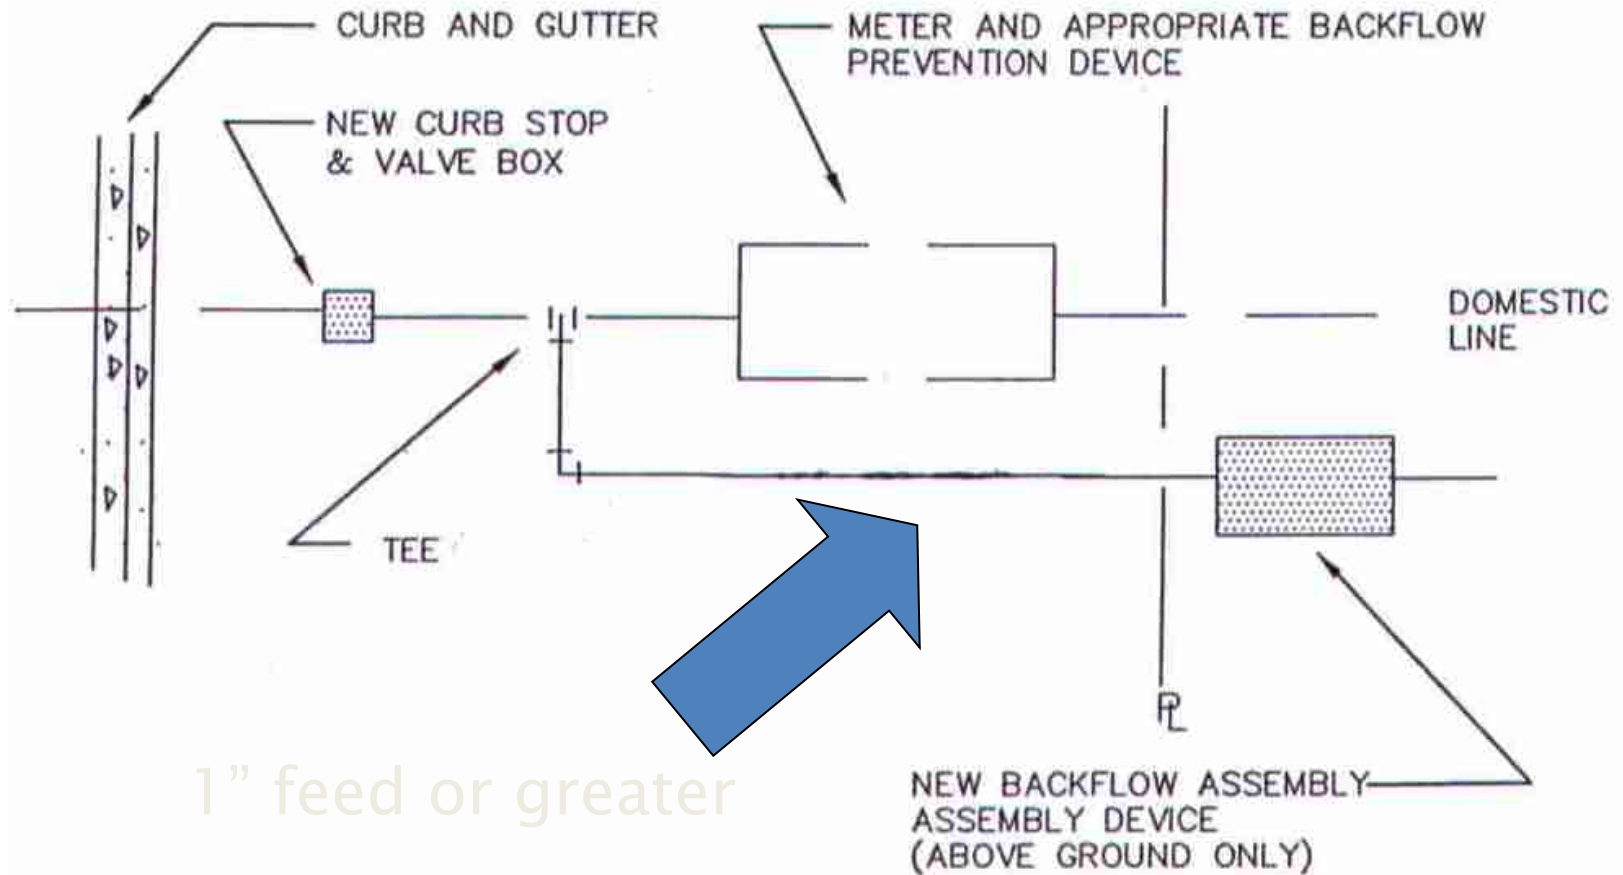 CURB AND GUTTER
METER AND APPROPRIATE BACKFLOW
PREVENTION DEVICE
NEW CURB STOP
& VALVE BOX
DOMESTIC
LINE
TEE
PL
1” feed or greater
NEW BACKFLOW ASSEMBLY
ASSEMBLY DEVICE
(ABOVE GROUND ONLY)